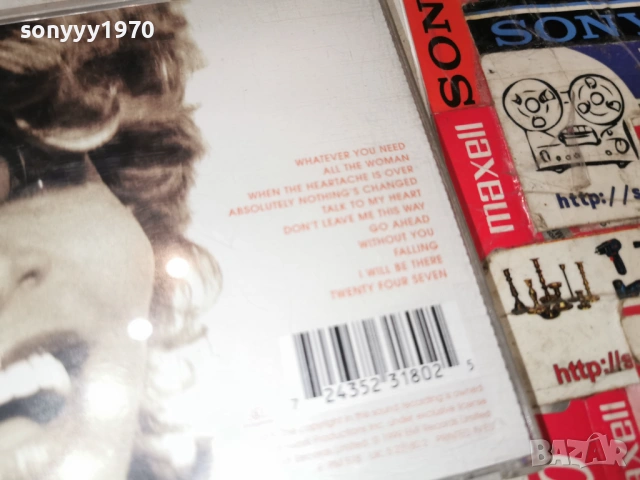 sonyyy1970
sonyyy1970
WHATEVER YOU NEED
ALL THE WOMAN
WHEN THE HEARTACHE IS OVER
ABSOLUTELY NOTHING'S CHANGED
TALK TO MY HEART
DON'T LEAVE ME THIS WAY
GO AHEAD
WITHOUT YOU
FALLING
I WILL BE THERE
TWENTY FOUR SEVEN
7 24352 31802 5
SON
SONY
maxell
http://s
http://s
maxell
BAZAR